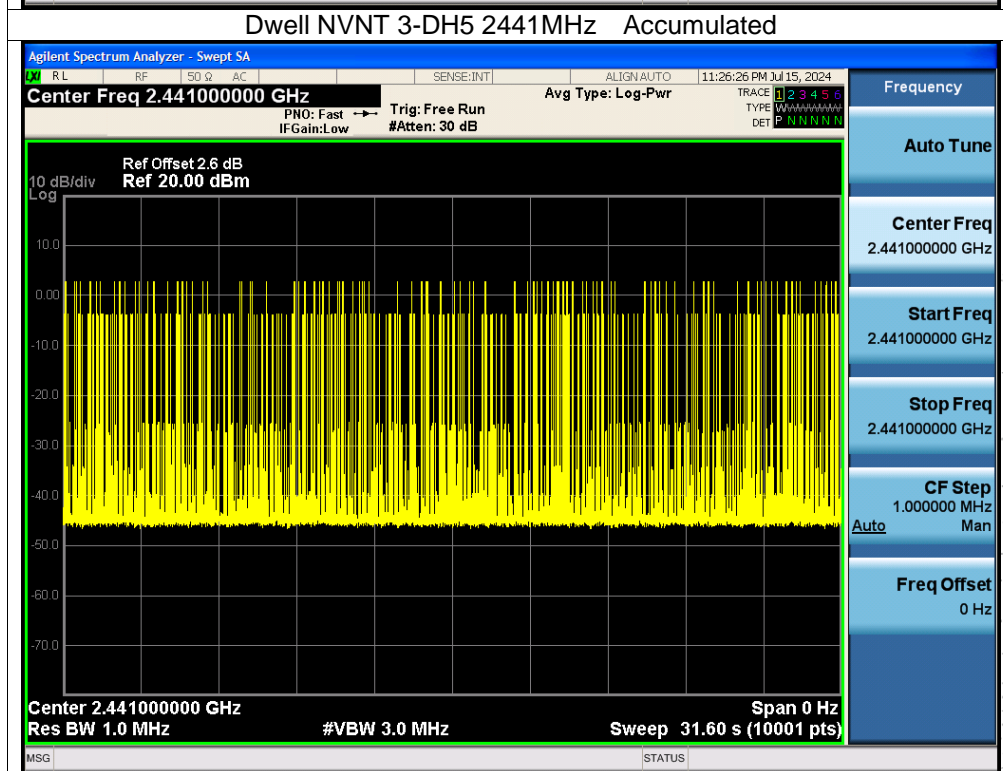 Dwell NVNT 3-DH5 2441MHz Accumulated
Agilent Spectrum Analyzer - Swept SA
LXI RL RF 50 Ω AC SENSE:INT ALIGN AUTO 11:26:26 PM Jul 15, 2024
Center Freq 2.441000000 GHz
PNO: Fast
IFGain:Low
Trig: Free Run
#Atten: 30 dB
Avg Type: Log-Pwr
TRACE 1 2 3 4 5 6
TYPE WWWWWW
DET P N N N N N
Ref Offset 2.6 dB
10 dB/div Ref 20.00 dBm
Log
10.0
0.00
-10.0
-20.0
-30.0
-40.0
-50.0
-60.0
-70.0
Center 2.441000000 GHz Span 0 Hz
Res BW 1.0 MHz #VBW 3.0 MHz Sweep 31.60 s (10001 pts)
MSG STATUS
Frequency
Auto Tune
Center Freq
2.441000000 GHz
Start Freq
2.441000000 GHz
Stop Freq
2.441000000 GHz
CF Step
1.000000 MHz
Auto Man
Freq Offset
0 Hz